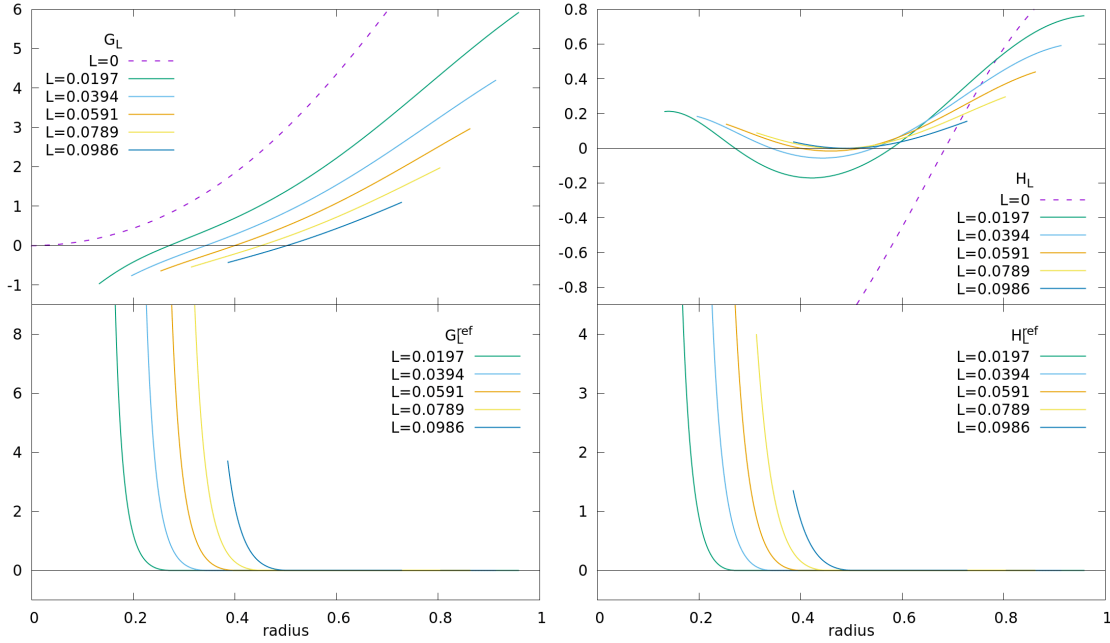 6
5
4
3
2
1
0
-1
G_L
L=0
L=0.0197
L=0.0394
L=0.0591
L=0.0789
L=0.0986
0.8
0.6
0.4
0.2
0
-0.2
-0.4
-0.6
-0.8
H_L
L=0
L=0.0197
L=0.0394
L=0.0591
L=0.0789
L=0.0986
8
6
4
2
0
G_L^ref
L=0.0197
L=0.0394
L=0.0591
L=0.0789
L=0.0986
0 0.2 0.4 0.6 0.8 1
radius
4
3
2
1
0
H_L^ref
L=0.0197
L=0.0394
L=0.0591
L=0.0789
L=0.0986
0 0.2 0.4 0.6 0.8 1
radius